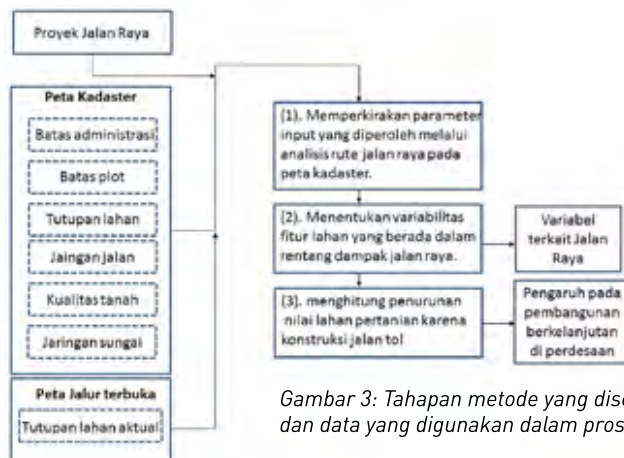 Proyek Jalan Raya
Peta Kadaster
Batas administrasi
Batas plot
Tutupan lahan
Jaingan jalan
Kualitas tanah
Jaringan sungai
Peta Jalur terbuka
Tutupan lahan aktual
(1). Memperkirakan parameter
input yang diperoleh melalui
analisis rute jalan raya pada
peta kadaster.
(2). Menentukan variabilitas
fitur lahan yang berada dalam
rentang dampak jalan raya.
(3). menghitung penurunan
nilai lahan pertanian karena
konstruksi jalan tol
Variabel
terkait Jalan
Raya
Pengaruh pada
pembangunan
berkelanjutan
di perdesaan
Gambar 3: Tahapan metode yang
dan data yang digunakan dalam